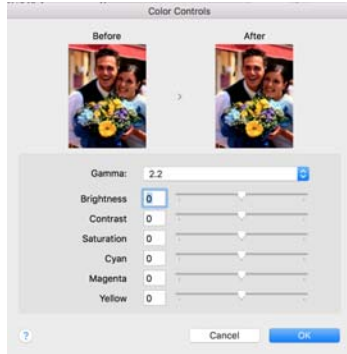 Color Controls
Before After
>
Gamma: 2.2
Brightness 0
Contrast 0
Saturation 0
Cyan 0
Magenta 0
Yellow 0
? Cancel OK